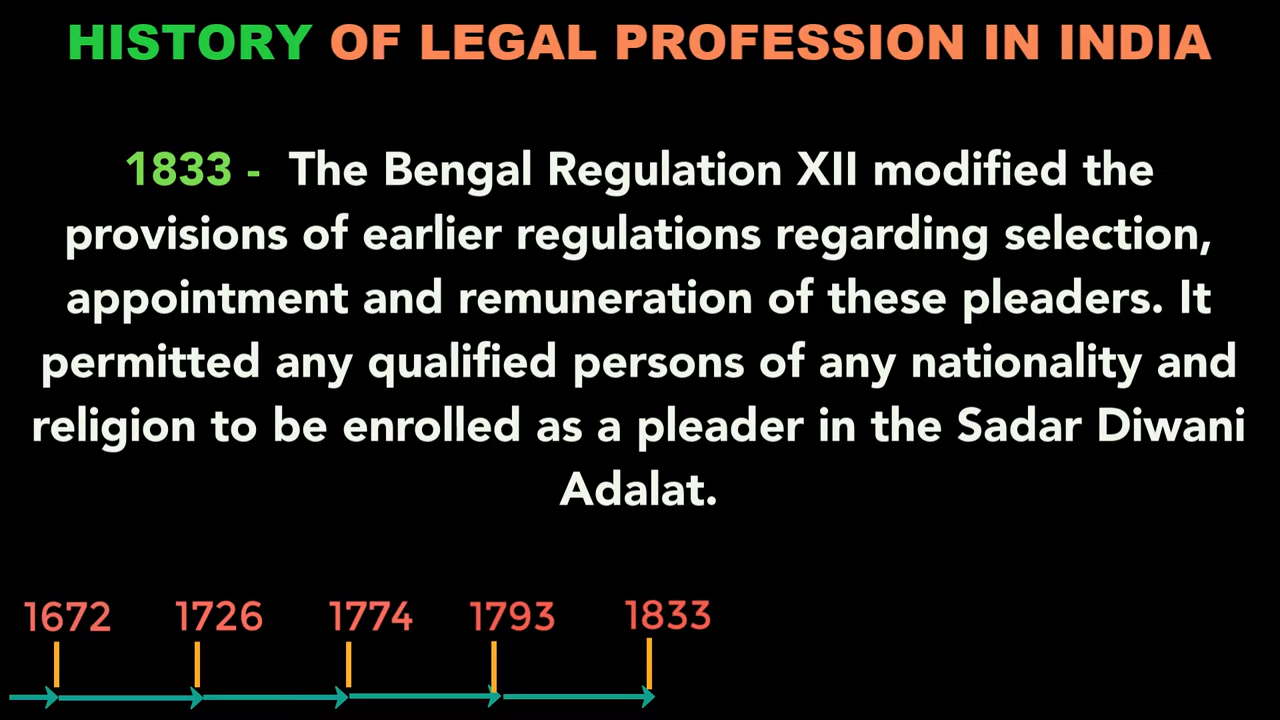 HISTORY OF LEGAL PROFESSION IN INDIA
1833 - The Bengal Regulation XII modified the
provisions of earlier regulations regarding selection,
appointment and remuneration of these pleaders. It
permitted any qualified persons of any nationality and
religion to be enrolled as a pleader in the Sadar Diwani
Adalat.
1672 1726 1774 1793 1833